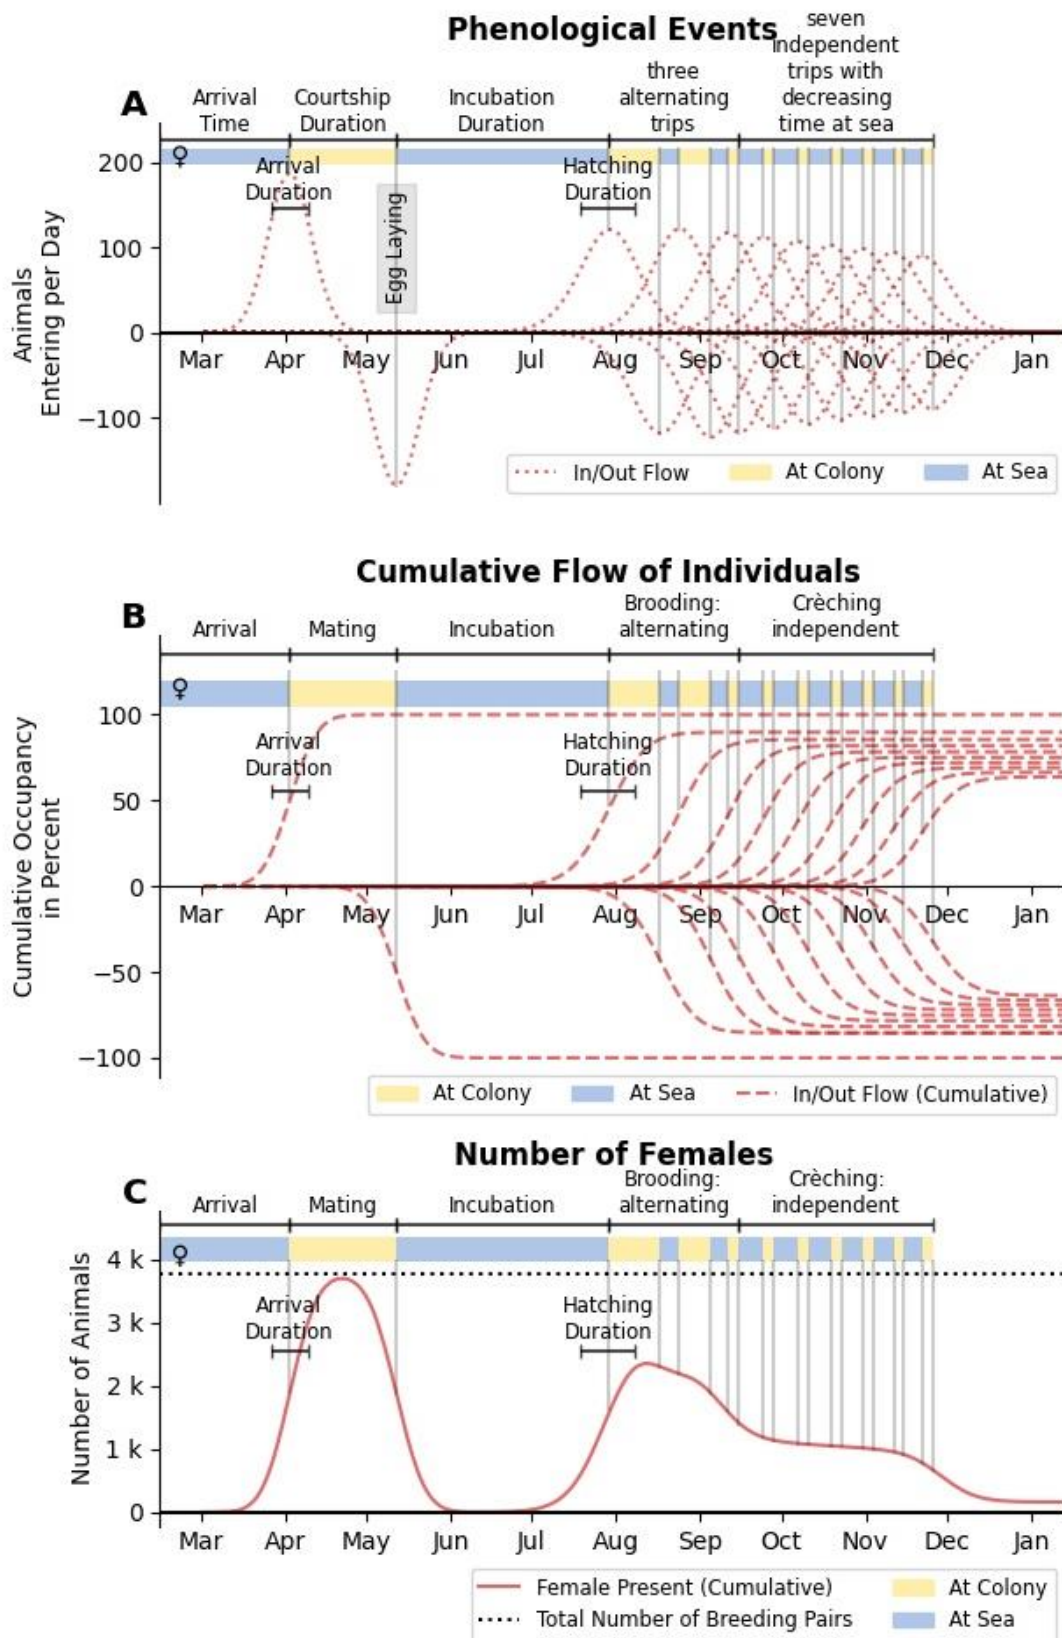 Phenological Events
seven
independent
trips with
decreasing
time at sea
three
alternating
trips
A
Arrival
Time
Courtship
Duration
Incubation
Duration
♀
Arrival
Duration
Hatching
Duration
Egg Laying
Animals
Entering per Day
200
100
0
−100
Mar Apr May Jun Jul Aug Sep Oct Nov Dec Jan
In/Out Flow At Colony At Sea
Cumulative Flow of Individuals
B
Arrival Mating Incubation
Brooding:
alternating
Crèching
independent
♀
Arrival
Duration
Hatching
Duration
Cumulative Occupancy
in Percent
100
50
0
−50
−100
Mar Apr May Jun Jul Aug Sep Oct Nov Dec Jan
At Colony At Sea In/Out Flow (Cumulative)
Number of Females
C
Arrival Mating Incubation
Brooding:
alternating
Crèching:
independent
♀
Arrival
Duration
Hatching
Duration
Number of Animals
4 k
3 k
2 k
1 k
0
Mar Apr May Jun Jul Aug Sep Oct Nov Dec Jan
Female Present (Cumulative) At Colony
Total Number of Breeding Pairs At Sea